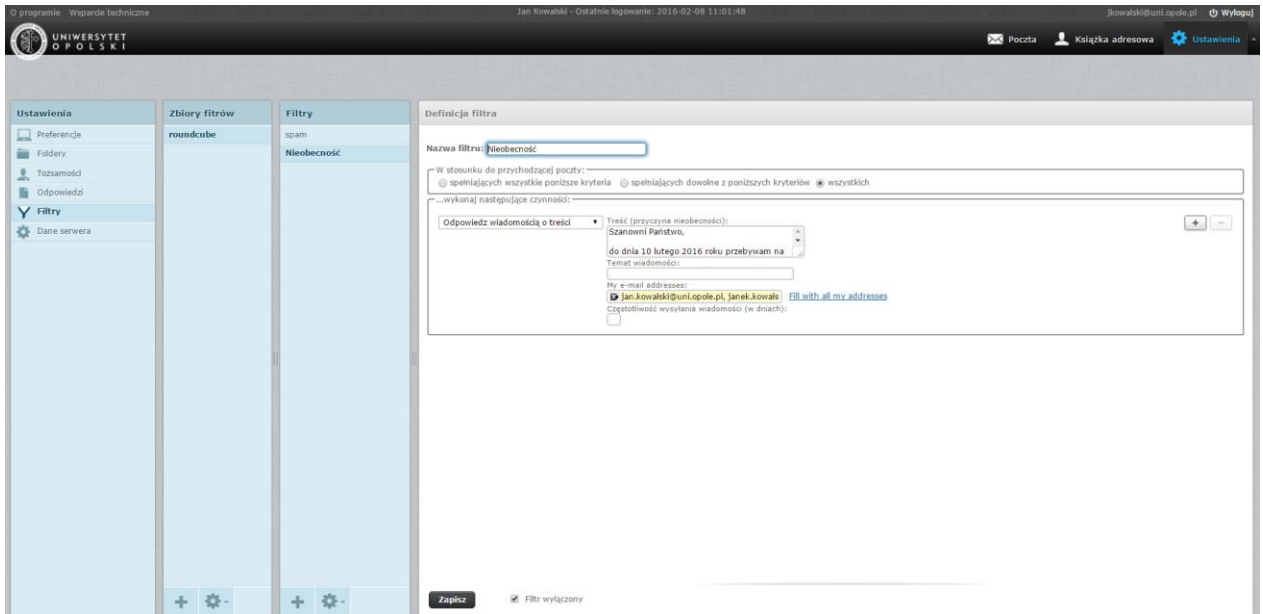 O programie Wsparcie techniczne
Jan Kowalski - Ostatnie logowanie: 2016-02-08 11:01:48
jkowalski@uni.opole.pl Wyloguj
UNIWERSYTET
OPOLSKI
Poczta Książka adresowa Ustawienia
Ustawienia
Preferencje
Foldery
Tożsamości
Odpowiedzi
Filtry
Dane serwera
Zbiory fitrów
roundcube
Filtry
spam
Nieobecność
Definicja filtra
Nazwa filtru: Nieobecność
W stosunku do przychodzącej poczty:
spełniających wszystkie poniższe kryteria spełniających dowolne z poniższych kryteriów wszystkich
...wykonaj następujące czynności:
Odpowiedz wiadomością o treści
Treść (przyczyna nieobecności):
Szanowni Państwo,
do dnia 10 lutego 2016 roku przebywam na
Temat wiadomości:
My e-mail addresses:
jan.kowalski@uni.opole.pl, janek.kowals Fill with all my addresses
Częstotliwość wysyłania wiadomości (w dniach):
Zapisz Filtr wyłączony